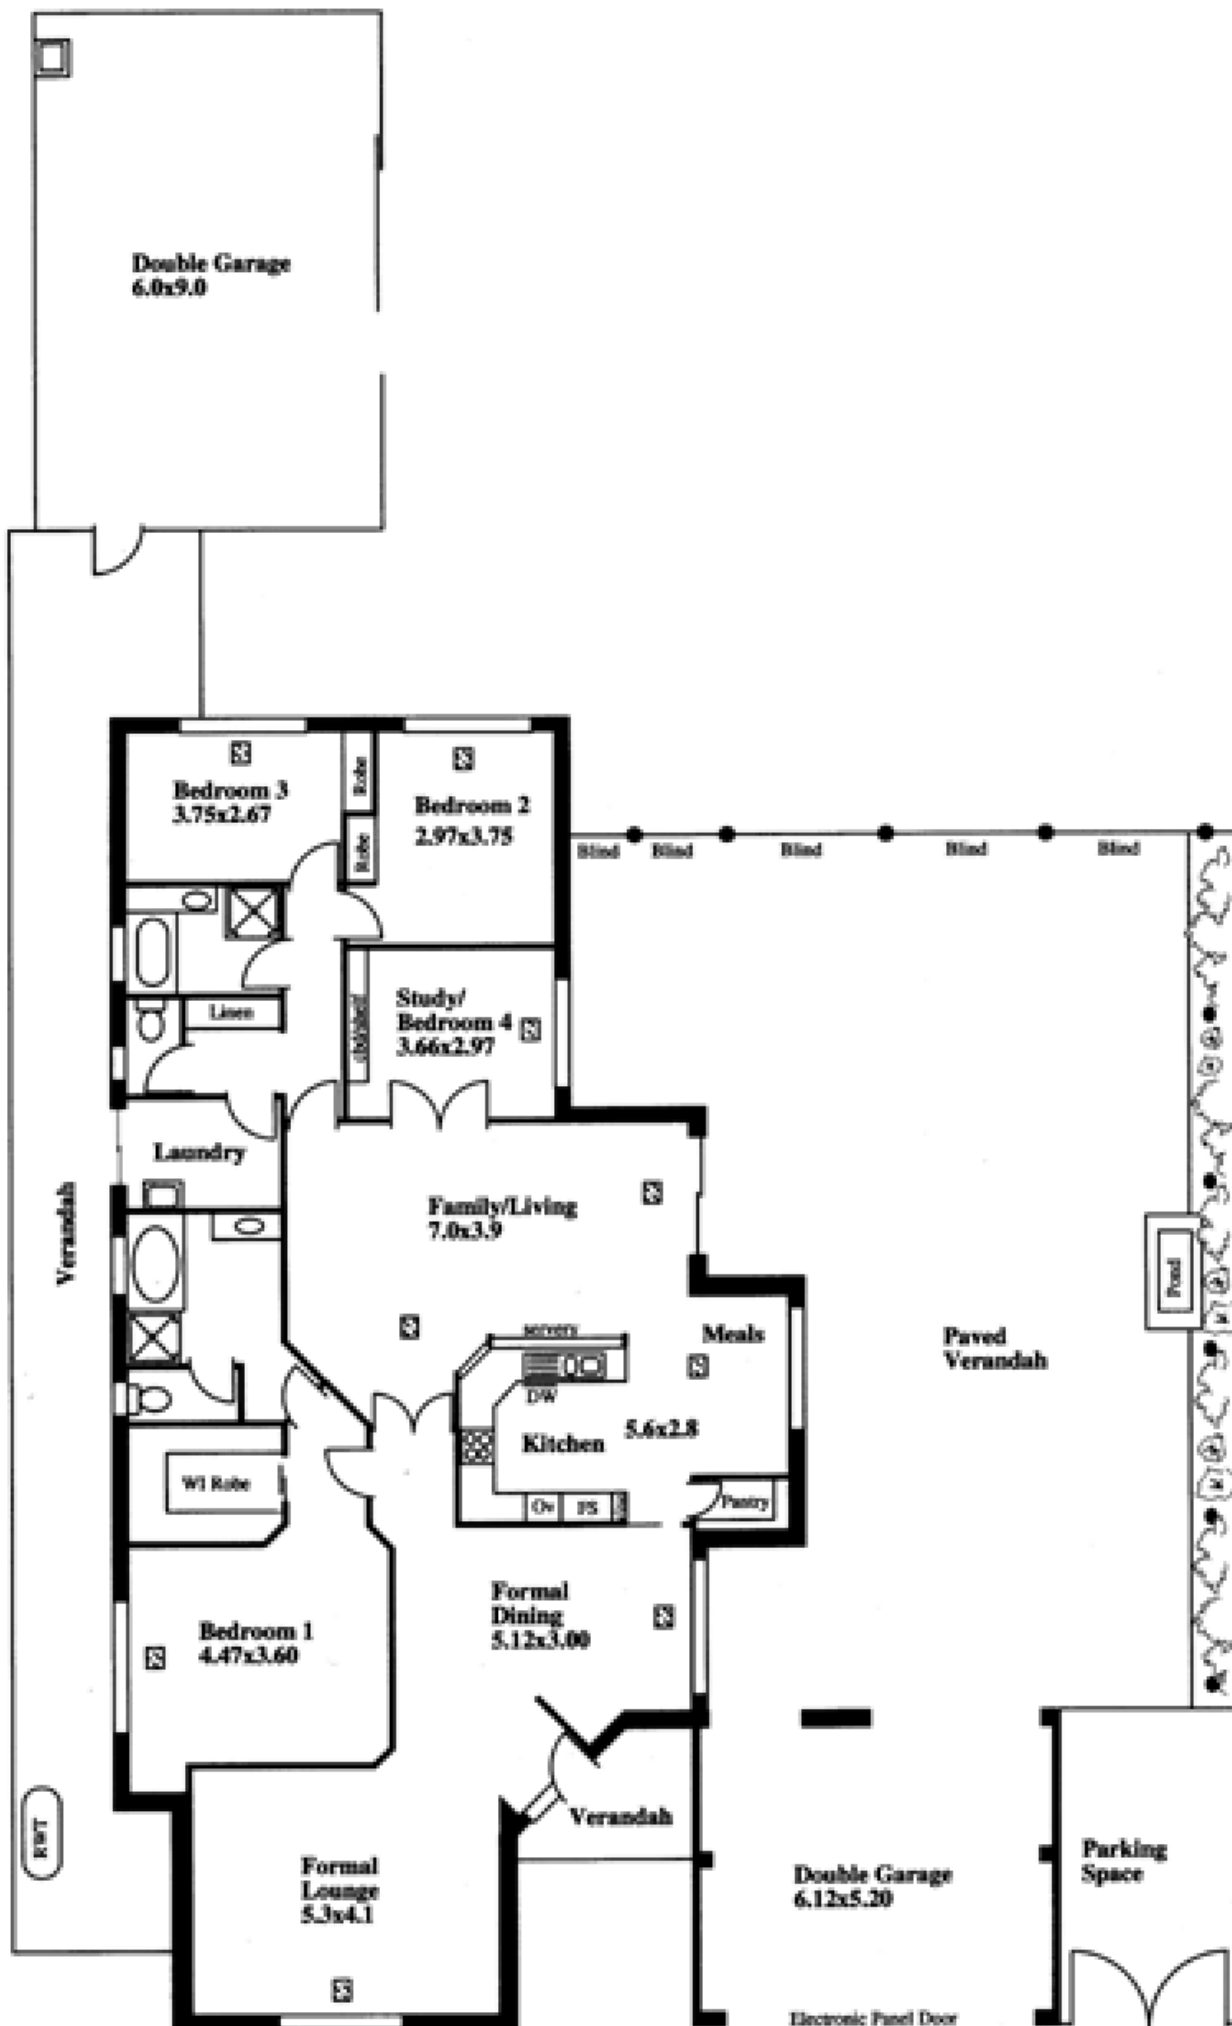 Double Garage
6.0x9.0
Bedroom 3
3.75x2.67
Robe
Robe
Bedroom 2
2.97x3.75
Blind
Blind
Blind
Blind
Blind
Linen
Study/
Bedroom 4
3.66x2.97
Laundry
Verandah
Family/Living
7.0x3.9
servery
Meals
DW
Kitchen
5.6x2.8
Ov
FS
Pantry
Pond
Paved
Verandah
WI Robe
Bedroom 1
4.47x3.60
Formal
Dining
5.12x3.00
RWT
Verandah
Formal
Lounge
5.3x4.1
Double Garage
6.12x5.20
Parking
Space
Electronic Panel Door